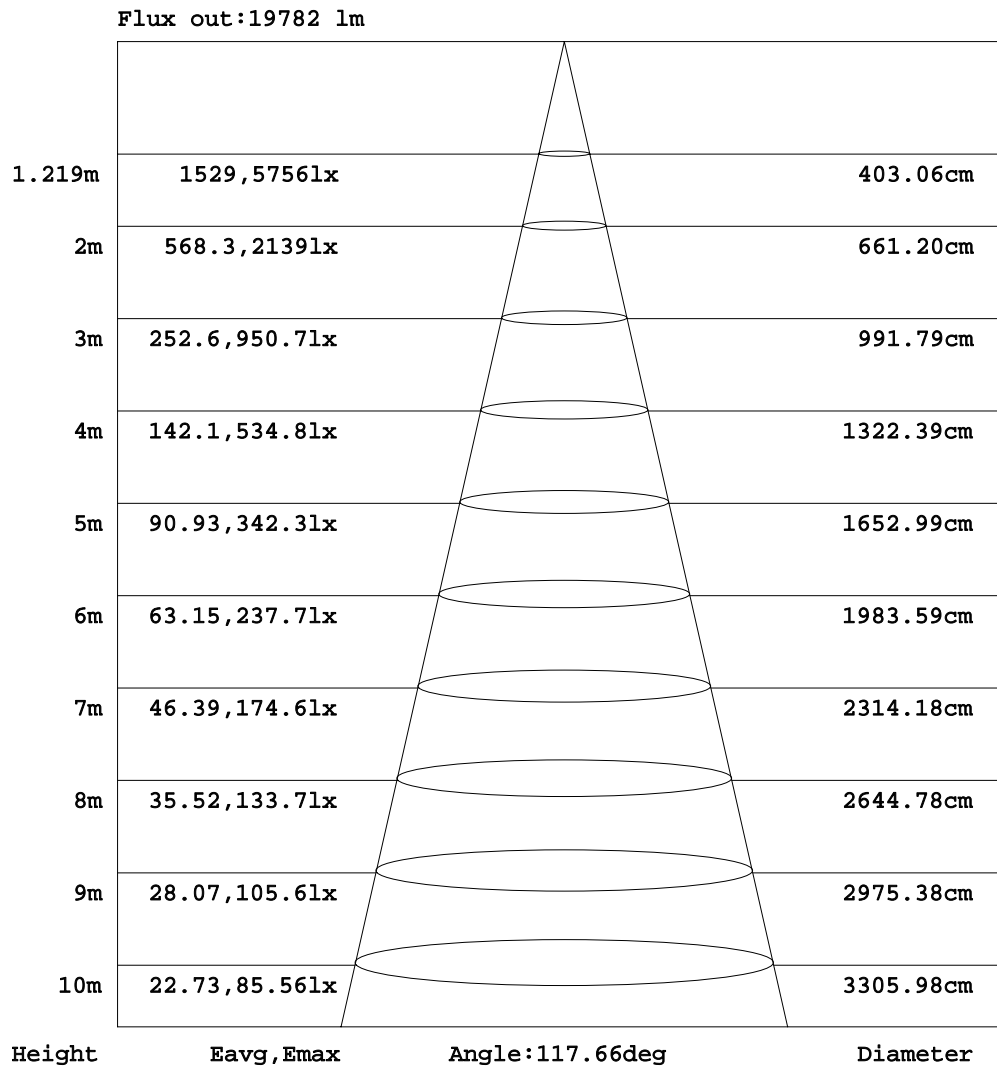 Flux out:19782 lm
1.219m 1529,5756lx 403.06cm
2m 568.3,2139lx 661.20cm
3m 252.6,950.7lx 991.79cm
4m 142.1,534.8lx 1322.39cm
5m 90.93,342.3lx 1652.99cm
6m 63.15,237.7lx 1983.59cm
7m 46.39,174.6lx 2314.18cm
8m 35.52,133.7lx 2644.78cm
9m 28.07,105.6lx 2975.38cm
10m 22.73,85.56lx 3305.98cm
Height Eavg,Emax Angle:117.66deg Diameter